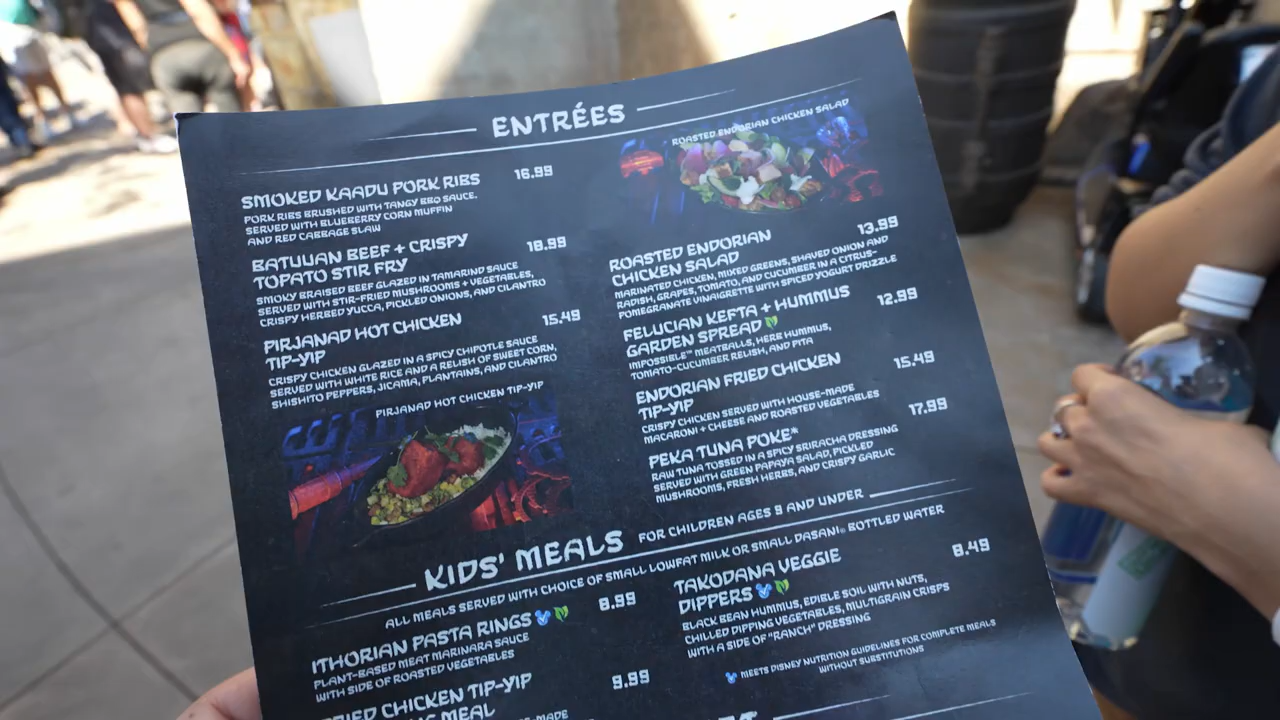 ENTRÉES
SMOKED KAADU PORK RIBS 16.99
PORK RIBS BRUSHED WITH TANGY BBQ SAUCE.
SERVED WITH BLUEBERRY CORN MUFFIN
AND RED CABBAGE SLAW
BATUUAN BEEF + CRISPY 18.99
TOPATO STIR FRY
SMOKY BRAISED BEEF GLAZED IN TAMARIND SAUCE
SERVED WITH STIR-FRIED MUSHROOMS + VEGETABLES,
CRISPY HERBED YUCCA, PICKLED ONIONS, AND CILANTRO
PIRJANAD HOT CHICKEN 15.49
TIP-YIP
CRISPY CHICKEN GLAZED IN A SPICY CHIPOTLE SAUCE
SERVED WITH WHITE RICE AND A RELISH OF SWEET CORN,
SHISHITO PEPPERS, JICAMA, PLANTAINS, AND CILANTRO
PIRJANAD HOT CHICKEN TIP-YIP
ROASTED ENDORIAN CHICKEN SALAD
ROASTED ENDORIAN 13.99
CHICKEN SALAD
MARINATED CHICKEN, MIXED GREENS, SHAVED ONION AND
RADISH, GRAPES, TOMATO, AND CUCUMBER IN A CITRUS-
POMEGRANATE VINAIGRETTE WITH SPICED YOGURT DRIZZLE
FELUCIAN KEFTA + HUMMUS 12.99
GARDEN SPREAD
IMPOSSIBLE™ MEATBALLS, HERB HUMMUS,
TOMATO-CUCUMBER RELISH, AND PITA
ENDORIAN FRIED CHICKEN 15.49
TIP-YIP
CRISPY CHICKEN SERVED WITH HOUSE-MADE
MACARONI + CHEESE AND ROASTED VEGETABLES
PEKA TUNA POKE* 17.99
RAW TUNA TOSSED IN A SPICY SRIRACHA DRESSING
SERVED WITH GREEN PAPAYA SALAD, PICKLED
MUSHROOMS, FRESH HERBS, AND CRISPY GARLIC
KIDS' MEALS FOR CHILDREN AGES 9 AND UNDER
ALL MEALS SERVED WITH CHOICE OF SMALL LOWFAT MILK OR SMALL DASANI® BOTTLED WATER
ITHORIAN PASTA RINGS 8.99
PLANT-BASED MEAT MARINARA SAUCE
WITH SIDE OF ROASTED VEGETABLES
FRIED CHICKEN TIP-YIP 9.99
MEAL
TAKODANA VEGGIE 8.49
DIPPERS
BLACK BEAN HUMMUS, EDIBLE SOIL WITH NUTS,
CHILLED DIPPING VEGETABLES, MULTIGRAIN CRISPS
WITH A SIDE OF "RANCH" DRESSING
MEETS DISNEY NUTRITION GUIDELINES FOR COMPLETE MEALS
WITHOUT SUBSTITUTIONS